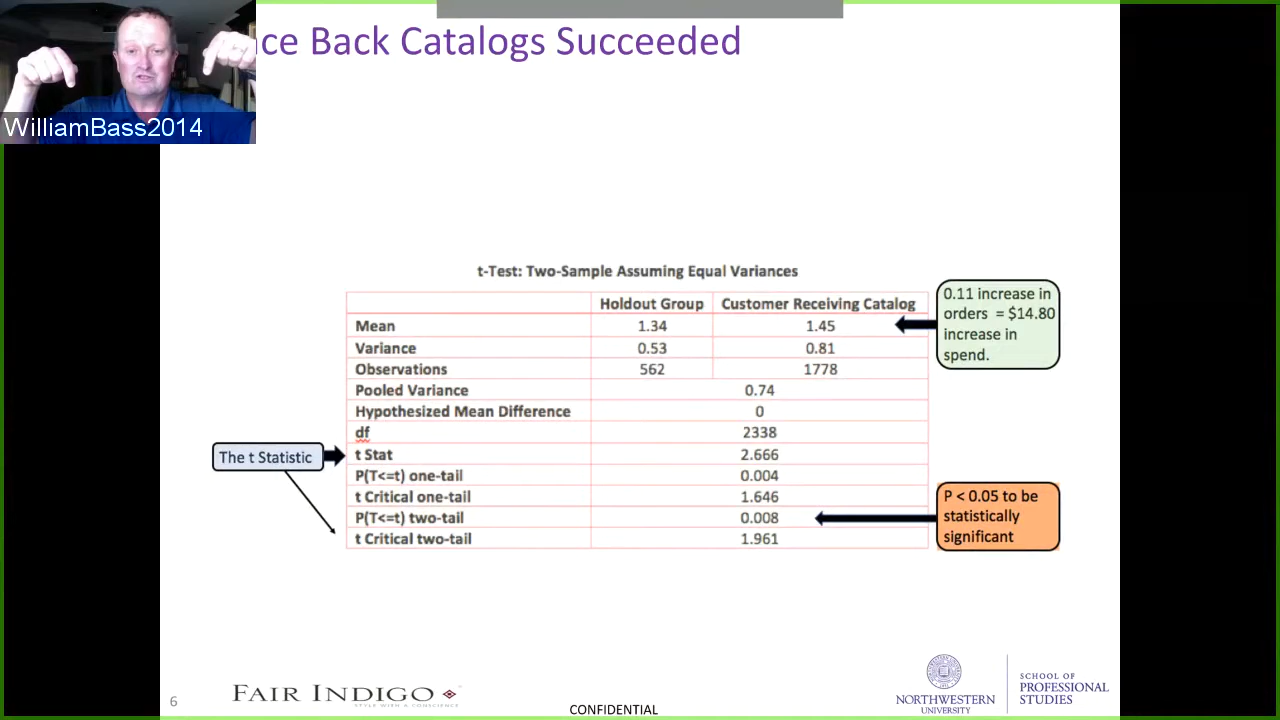 ce Back Catalogs Succeeded
WilliamBass2014
t-Test: Two-Sample Assuming Equal Variances
Holdout Group Customer Receiving Catalog
Mean 1.34 1.45
Variance 0.53 0.81
Observations 562 1778
Pooled Variance 0.74
Hypothesized Mean Difference 0
df 2338
t Stat 2.666
P(T<=t) one-tail 0.004
t Critical one-tail 1.646
P(T<=t) two-tail 0.008
t Critical two-tail 1.961
0.11 increase in
orders = $14.80
increase in
spend.
The t Statistic
P < 0.05 to be
statistically
significant
6
FAIR INDIGO
STYLE WITH A CONSCIENCE
CONFIDENTIAL
NORTHWESTERN
UNIVERSITY
SCHOOL OF
PROFESSIONAL
STUDIES